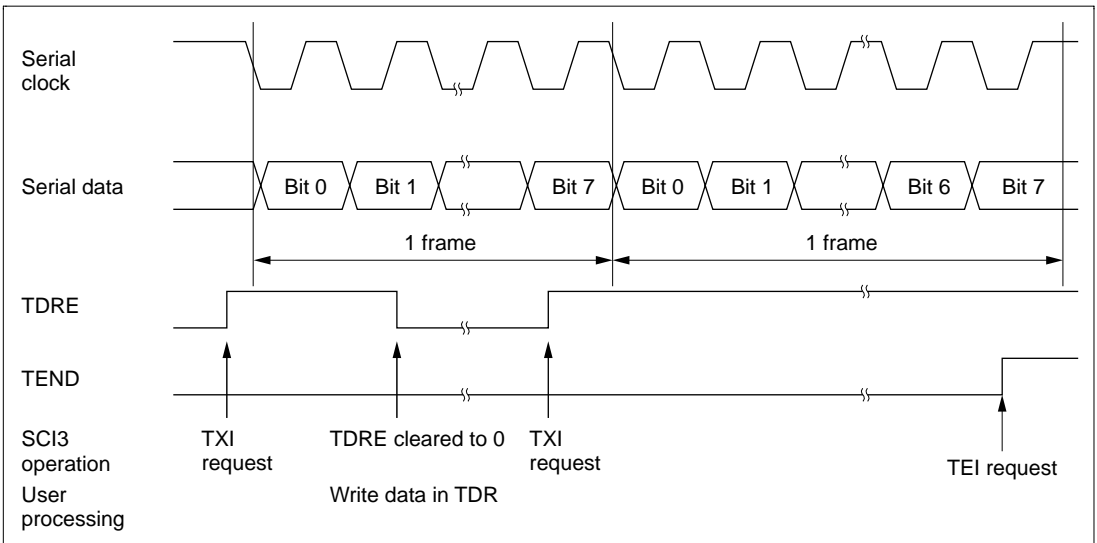 Serial
clock
Serial data
Bit 0
Bit 1
Bit 7
Bit 0
Bit 1
Bit 6
Bit 7
1 frame
1 frame
TDRE
TEND
SCI3
operation
TXI
request
TDRE cleared to 0
TXI
request
TEI request
User
processing
Write data in TDR